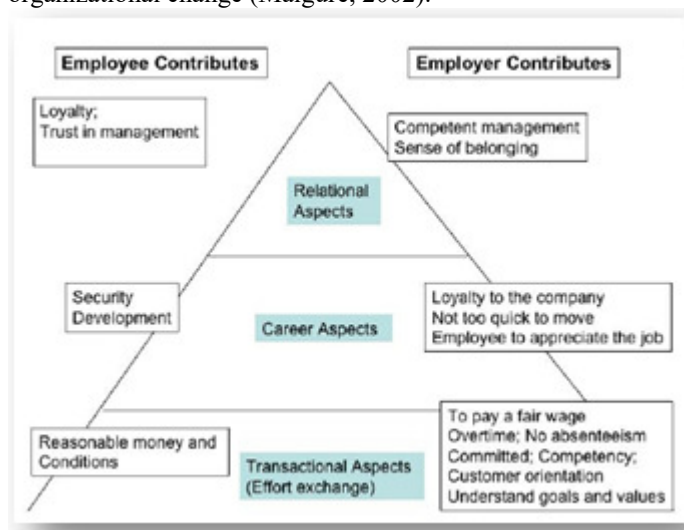 organizational change (Maigure, 2002).
Employee Contributes
Employer Contributes
Loyalty;
Trust in management
Competent management
Sense of belonging
Relational
Aspects
Security
Development
Career Aspects
Loyalty to the company
Not too quick to move
Employee to appreciate the job
Reasonable money and
Conditions
Transactional Aspects
(Effort exchange)
To pay a fair wage
Overtime; No absenteeism
Committed; Competency;
Customer orientation
Understand goals and values